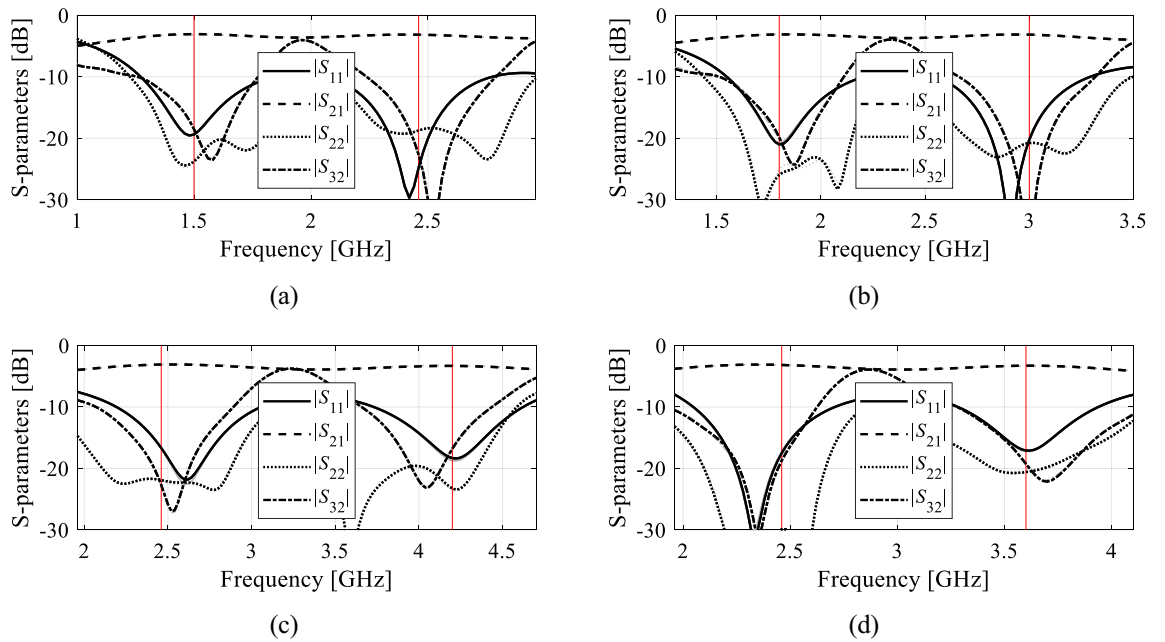 S-parameters [dB]
0
-10
-20
-30
|S11|
|S21|
|S22|
|S32|
1 1.5 2 2.5
Frequency [GHz]
(a)
S-parameters [dB]
0
-10
-20
-30
|S11|
|S21|
|S22|
|S32|
1.5 2 2.5 3 3.5
Frequency [GHz]
(b)
S-parameters [dB]
0
-10
-20
-30
|S11|
|S21|
|S22|
|S32|
2 2.5 3 3.5 4 4.5
Frequency [GHz]
(c)
S-parameters [dB]
0
-10
-20
-30
|S11|
|S21|
|S22|
|S32|
2 2.5 3 3.5 4
Frequency [GHz]
(d)